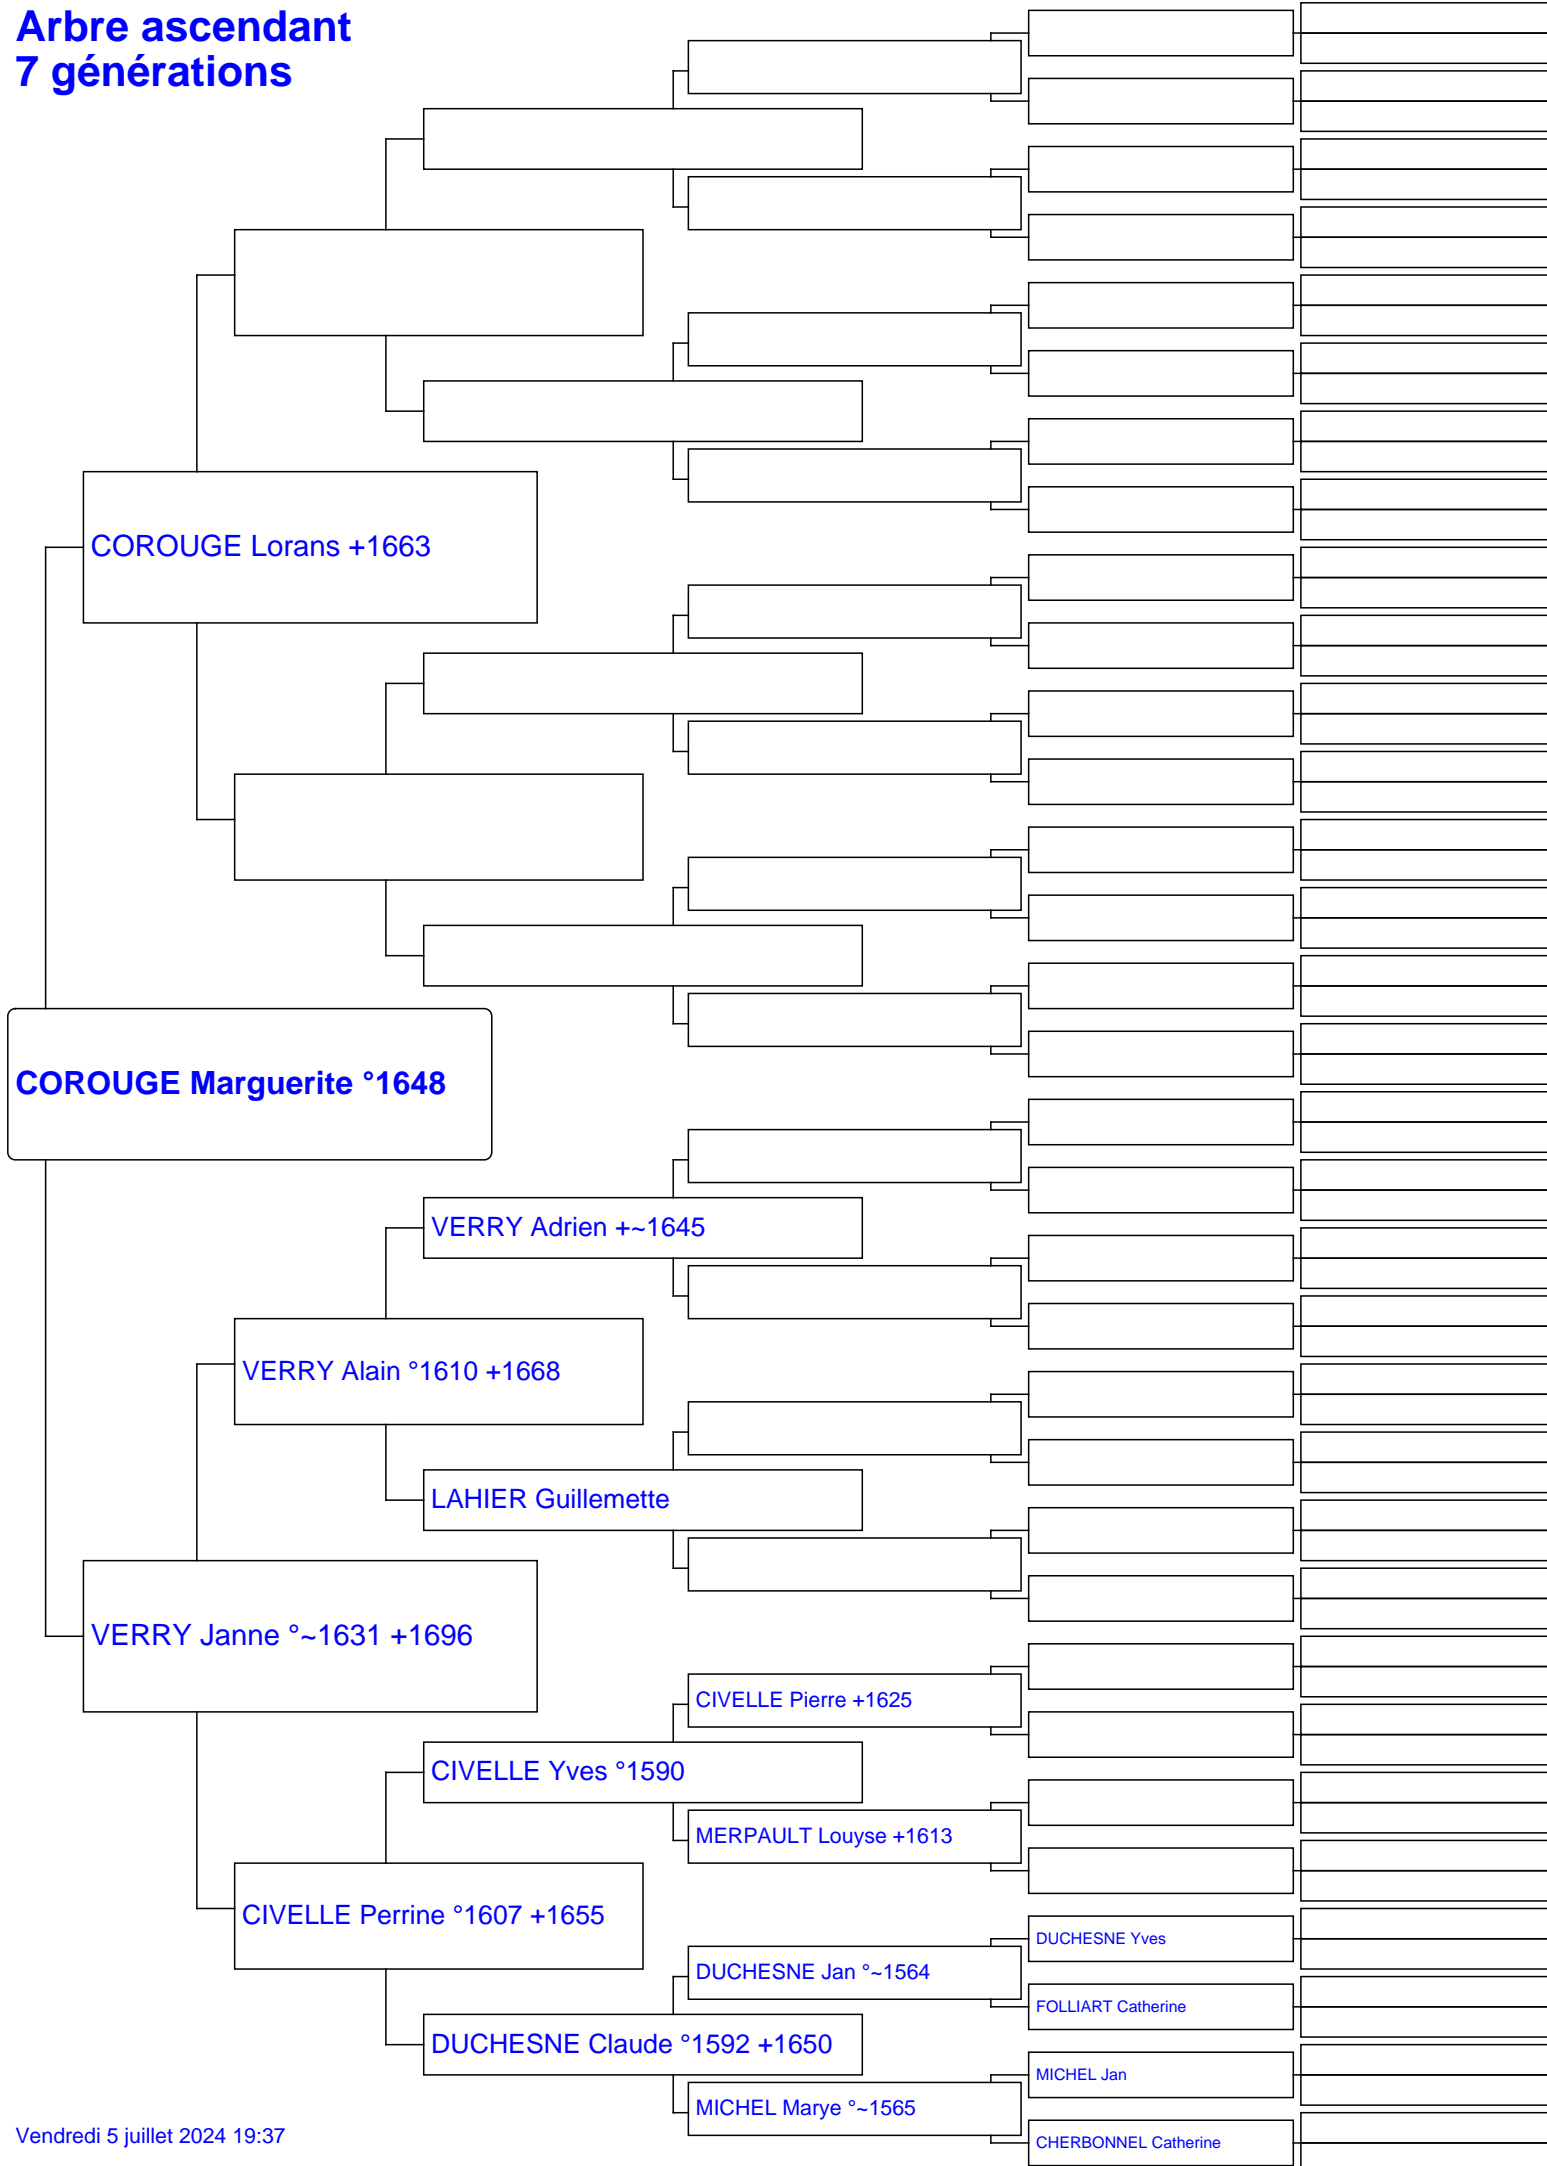 Arbre ascendant
7 générations
COROUGE Lorans +1663
COROUGE Marguerite °1648
VERRY Adrien +~1645
VERRY Alain °1610 +1668
LAHIER Guillemette
VERRY Janne °~1631 +1696
CIVELLE Pierre +1625
CIVELLE Yves °1590
MERPAULT Louyse +1613
CIVELLE Perrine °1607 +1655
DUCHESNE Yves
DUCHESNE Jan °~1564
FOLLIART Catherine
DUCHESNE Claude °1592 +1650
MICHEL Jan
MICHEL Marye °~1565
CHERBONNEL Catherine
Vendredi 5 juillet 2024 19:37